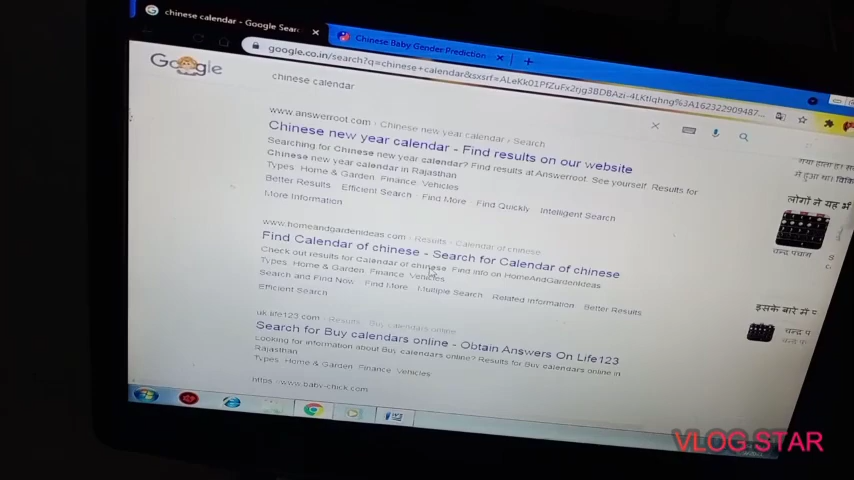 chinese calendar - Google Sear
Chinese Baby Gender Prediction
google.co.in/search?q=chinese+calendar&sxsrf=ALeKk01PfZuFx2rjg3BDBAzi-4LKtlqhng%3A162322909487...
Google
chinese calendar
www.answerroot.com › Chinese new year calendar › Search
Chinese new year calendar - Find results on our website
Searching for Chinese new year calendar? Find results at Answerroot. See yourself. Results for
Chinese new year calendar in Rajasthan
Types: Home & Garden, Finance, Vehicles
Better Results · Efficient Search · Find More · Find Quickly · Intelligent Search
More Information
www.homeandgardenideas.com › Results › Calendar of chinese
Find Calendar of chinese - Search for Calendar of chinese
Check out results for Calendar of chinese. Find info on HomeAndGardenIdeas
Types: Home & Garden, Finance, Vehicles
Search and Find Now · Find More · Multiple Search · Related Information · Better Results
Efficient Search
uk.life123.com › Results › Buy calendars online
Search for Buy calendars online - Obtain Answers On Life123
Looking for information about Buy calendars online? Results for Buy calendars online in
Rajasthan
Types: Home & Garden, Finance, Vehicles
https://www.baby-chick.com
लोगों ने यह भी
चन्द्र पंचांग
इसके बारे में
VLOG STAR